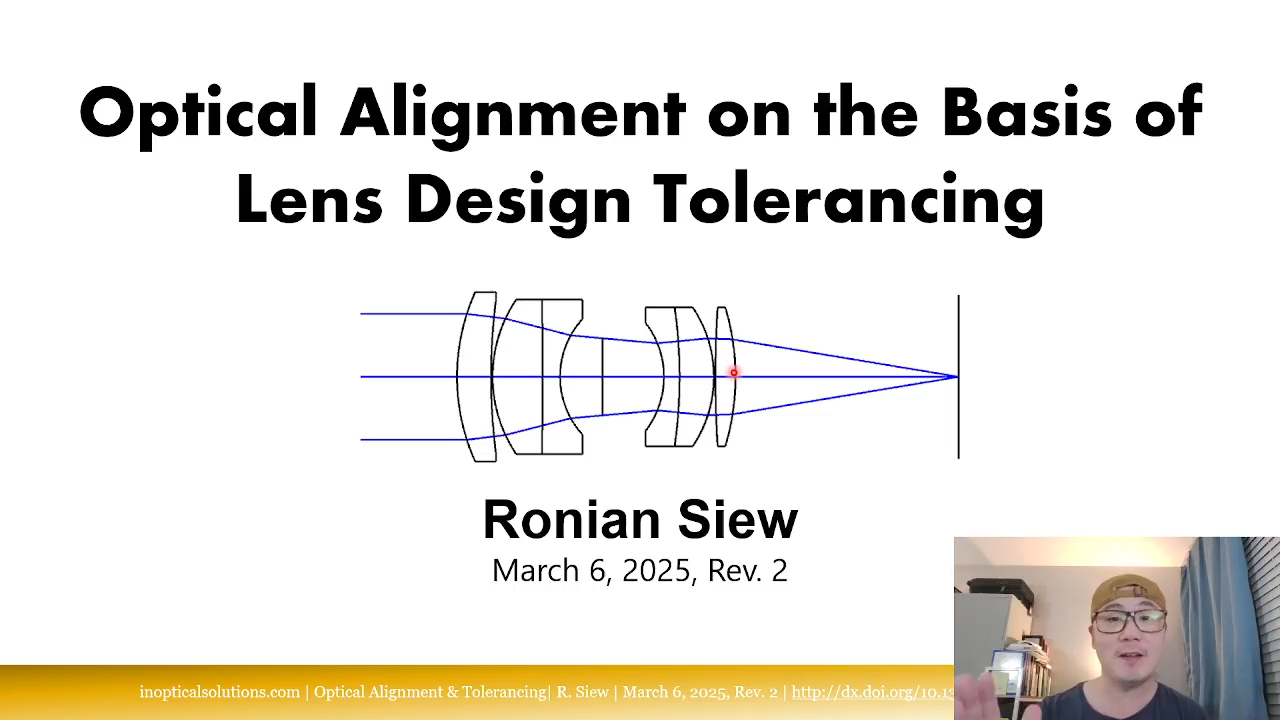 Optical Alignment on the Basis of
Lens Design Tolerancing
Ronian Siew
March 6, 2025, Rev. 2
inopticalsolutions.com | Optical Alignment & Tolerancing| R. Siew | March 6, 2025, Rev. 2 | http://dx.doi.org/10.13